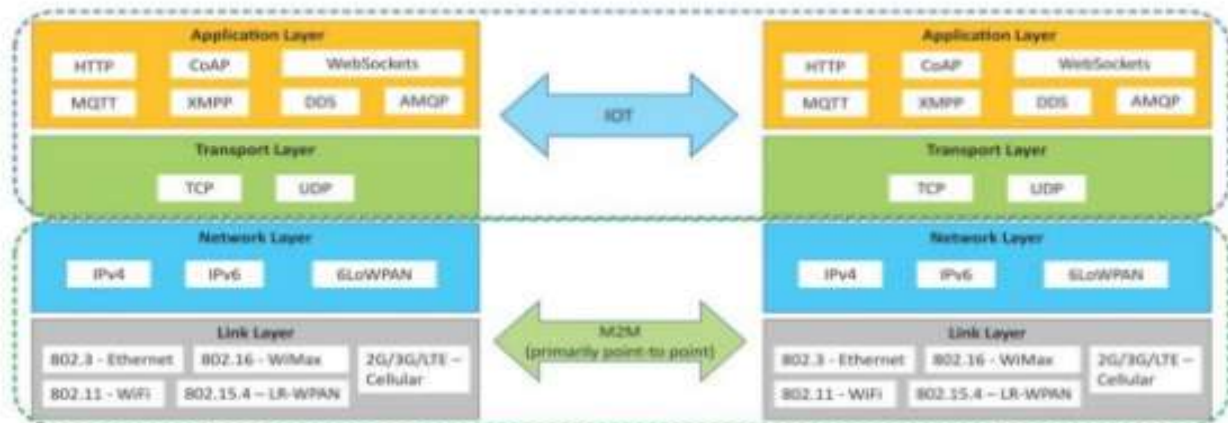 Application Layer
HTTP CoAP WebSockets
MQTT XMPP DDS AMQP
Transport Layer
TCP UDP
Network Layer
IPv4 IPv6 6LoWPAN
Link Layer
802.3 - Ethernet 802.16 - WiMax 2G/3G/LTE –
Cellular
802.11 - WiFi 802.15.4 – LR-WPAN
IOT
M2M
(primarily point to point)
Application Layer
HTTP CoAP WebSockets
MQTT XMPP DDS AMQP
Transport Layer
TCP UDP
Network Layer
IPv4 IPv6 6LoWPAN
Link Layer
802.3 - Ethernet 802.16 - WiMax 2G/3G/LTE –
Cellular
802.11 - WiFi 802.15.4 – LR-WPAN